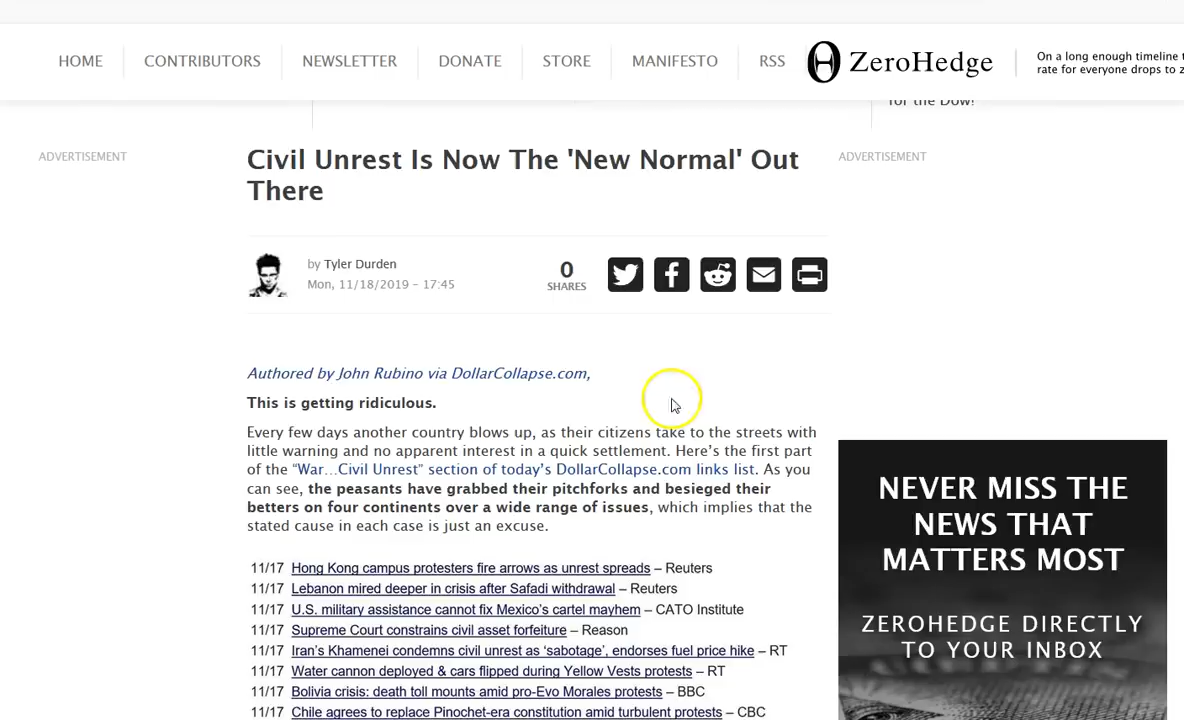 HOME CONTRIBUTORS NEWSLETTER DONATE STORE MANIFESTO RSS ZeroHedge
On a long enough timeline
rate for everyone drops to
for the Dow!
ADVERTISEMENT
ADVERTISEMENT
Civil Unrest Is Now The 'New Normal' Out
There
by Tyler Durden
Mon, 11/18/2019 – 17:45
0
SHARES
Authored by John Rubino via DollarCollapse.com,
This is getting ridiculous.
Every few days another country blows up, as their citizens take to the streets with
little warning and no apparent interest in a quick settlement. Here’s the first part
of the “War…Civil Unrest” section of today’s DollarCollapse.com links list. As you
can see, the peasants have grabbed their pitchforks and besieged their
betters on four continents over a wide range of issues, which implies that the
stated cause in each case is just an excuse.
11/17 Hong Kong campus protesters fire arrows as unrest spreads – Reuters
11/17 Lebanon mired deeper in crisis after Safadi withdrawal – Reuters
11/17 U.S. military assistance cannot fix Mexico’s cartel mayhem – CATO Institute
11/17 Supreme Court constrains civil asset forfeiture – Reason
11/17 Iran’s Khamenei condemns civil unrest as ‘sabotage’, endorses fuel price hike – RT
11/17 Water cannon deployed & cars flipped during Yellow Vests protests – RT
11/17 Bolivia crisis: death toll mounts amid pro-Evo Morales protests – BBC
11/17 Chile agrees to replace Pinochet-era constitution amid turbulent protests – CBC
NEVER MISS THE
NEWS THAT
MATTERS MOST
ZEROHEDGE DIRECTLY
TO YOUR INBOX